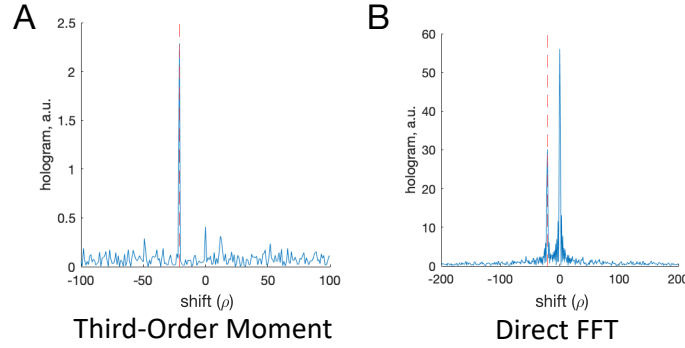 A
hologram, a.u.
2.5
2
1.5
1
0.5
0
-100
-50
0
50
100
shift (ρ)
Third-Order Moment
B
hologram, a.u.
60
50
40
30
20
10
0
-200
-100
0
100
200
shift (ρ)
Direct FFT